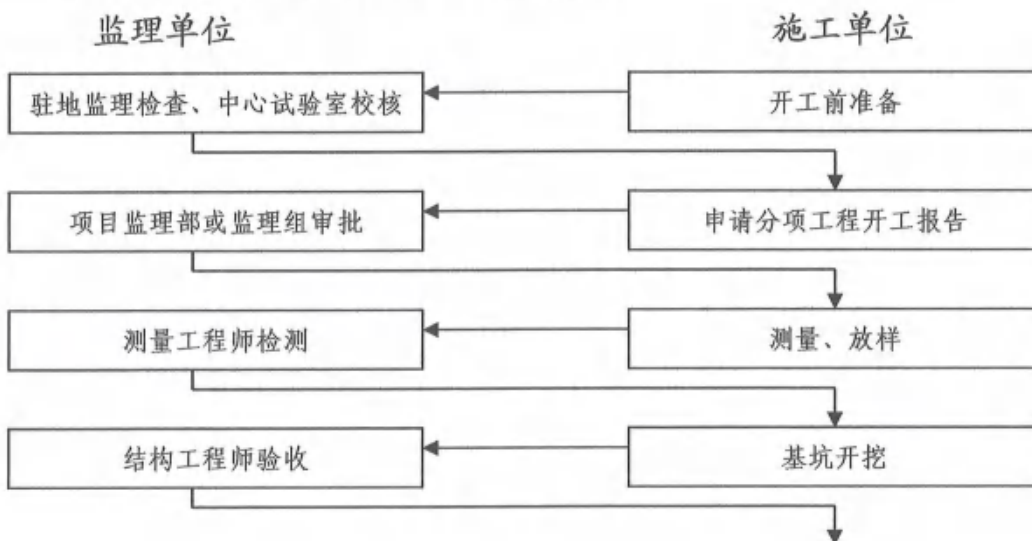 监理单位
施工单位
驻地监理检查、中心试验室校核
开工前准备
项目监理部或监理组审批
申请分项工程开工报告
测量工程师检测
测量、放样
结构工程师验收
基坑开挖